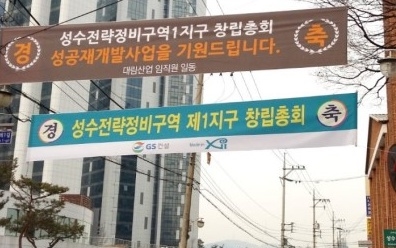 경 성수전략정비구역1지구 창립총회 축
성공재개발사업을 기원드립니다.
대림산업 임직원 일동
경 성수전략정비구역 제1지구 창립총회 축
GS건설